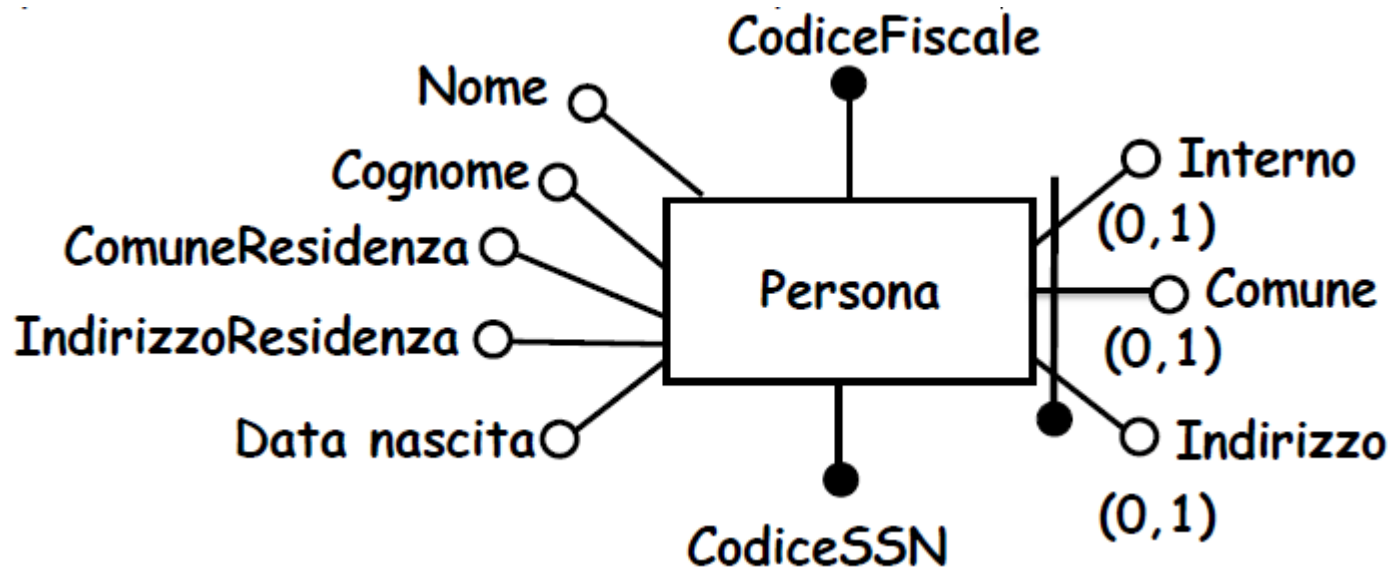 CodiceFiscale
Nome
Cognome
ComuneResidenza
IndirizzoResidenza
Data nascita
Persona
Interno
(0,1)
Comune
(0,1)
Indirizzo
(0,1)
CodiceSSN